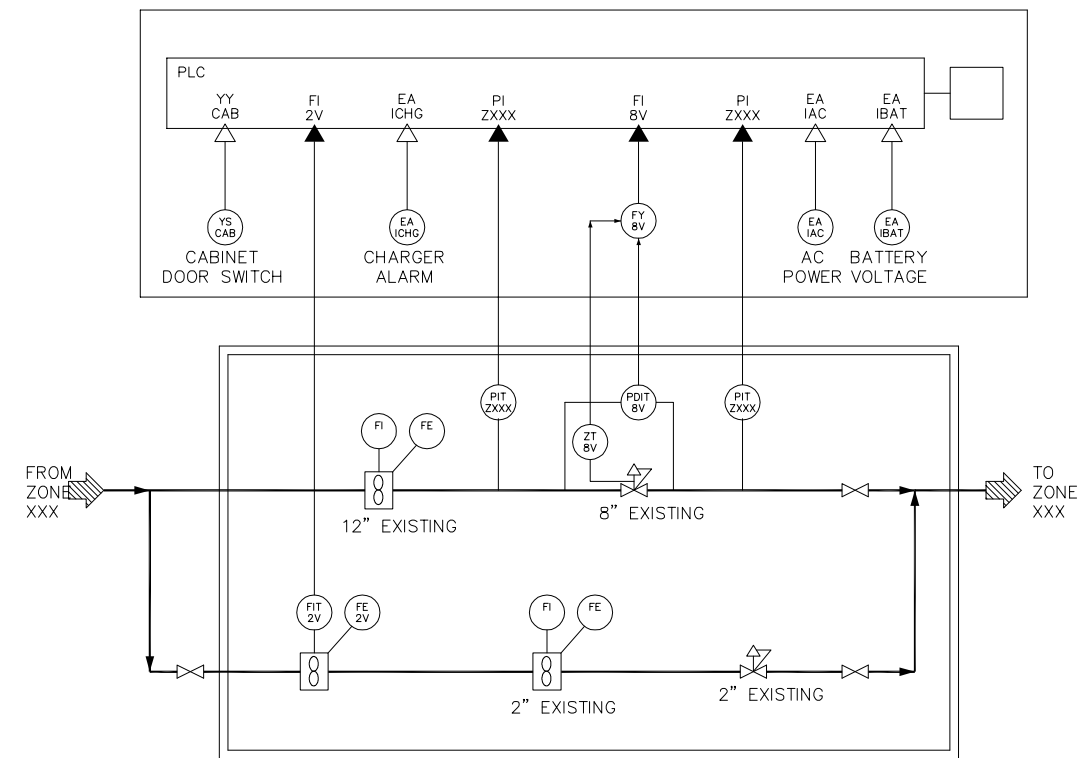 PLC
YY
CAB
FI
2V
EA
ICHG
PI
ZXXX
FI
8V
PI
ZXXX
EA
IAC
EA
IBAT
YS
CAB
EA
ICHG
FY
8V
EA
IAC
EA
IBAT
CABINET
DOOR SWITCH
CHARGER
ALARM
AC
POWER
BATTERY
VOLTAGE
PIT
ZXXX
PDIT
8V
PIT
ZXXX
FI
FE
ZT
8V
FROM
ZONE
XXX
12" EXISTING
8" EXISTING
TO
ZONE
XXX
FIT
2V
FE
2V
FI
FE
2" EXISTING
2" EXISTING